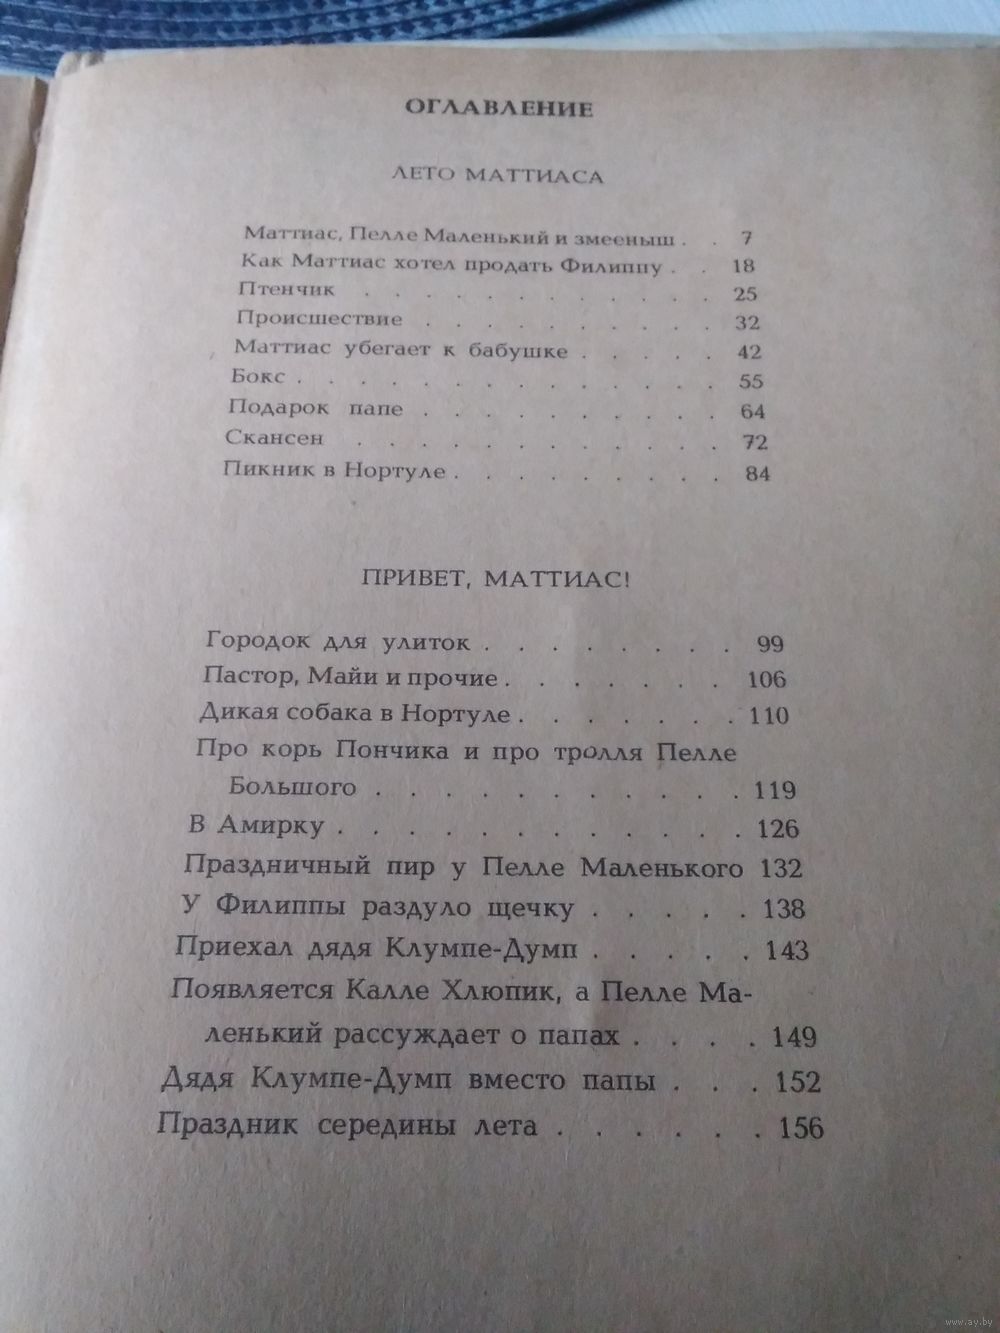 ОГЛАВЛЕНИЕ
ЛЕТО МАТТИАСА
Маттиас, Пелле Маленький и змееныш . . 7
Как Маттиас хотел продать Филиппу . . 18
Птенчик . . . . . . . . . . . . 25
Происшествие . . . . . . . . . . 32
Маттиас убегает к бабушке . . . . . 42
Бокс . . . . . . . . . . . . . . 55
Подарок папе . . . . . . . . . . 64
Скансен . . . . . . . . . . . . 72
Пикник в Нортуле . . . . . . . . . 84
ПРИВЕТ, МАТТИАС!
Городок для улиток . . . . . . . . 99
Пастор, Майи и прочие . . . . . . . 106
Дикая собака в Нортуле . . . . . . . 110
Про корь Пончика и про тролля Пелле
Большого . . . . . . . . . . . 119
В Амирку . . . . . . . . . . . . 126
Праздничный пир у Пелле Маленького 132
У Филиппы раздуло щечку . . . . . 138
Приехал дядя Клумпе-Думп . . . . . 143
Появляется Калле Хлюпик, а Пелле Ма-
ленький рассуждает о папах . . . . 149
Дядя Клумпе-Думп вместо папы . . . 152
Праздник середины лета . . . . . . 156
www.ay.by